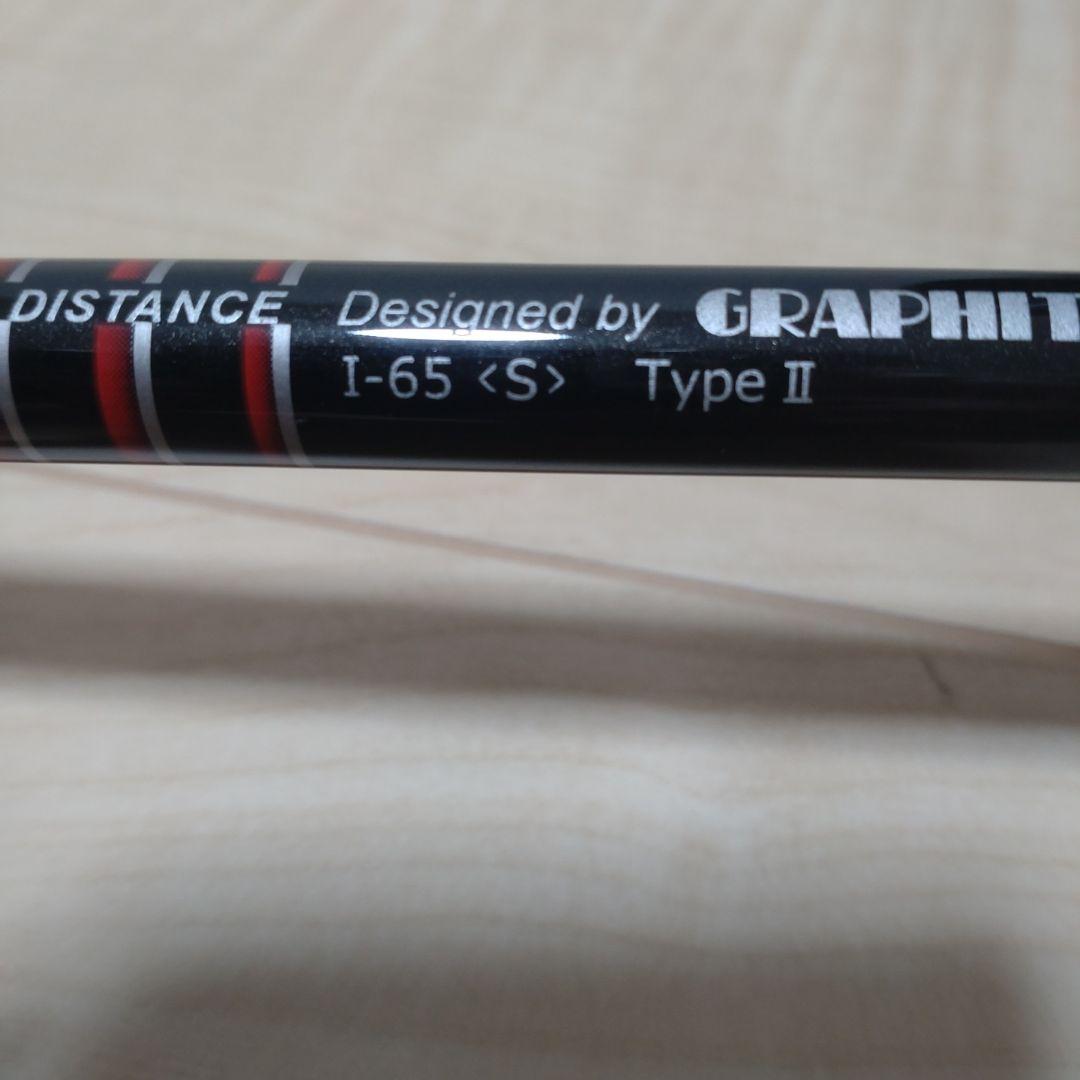 DISTANCE Designed by GRAPHIT
I-65 <S> Type Ⅱ